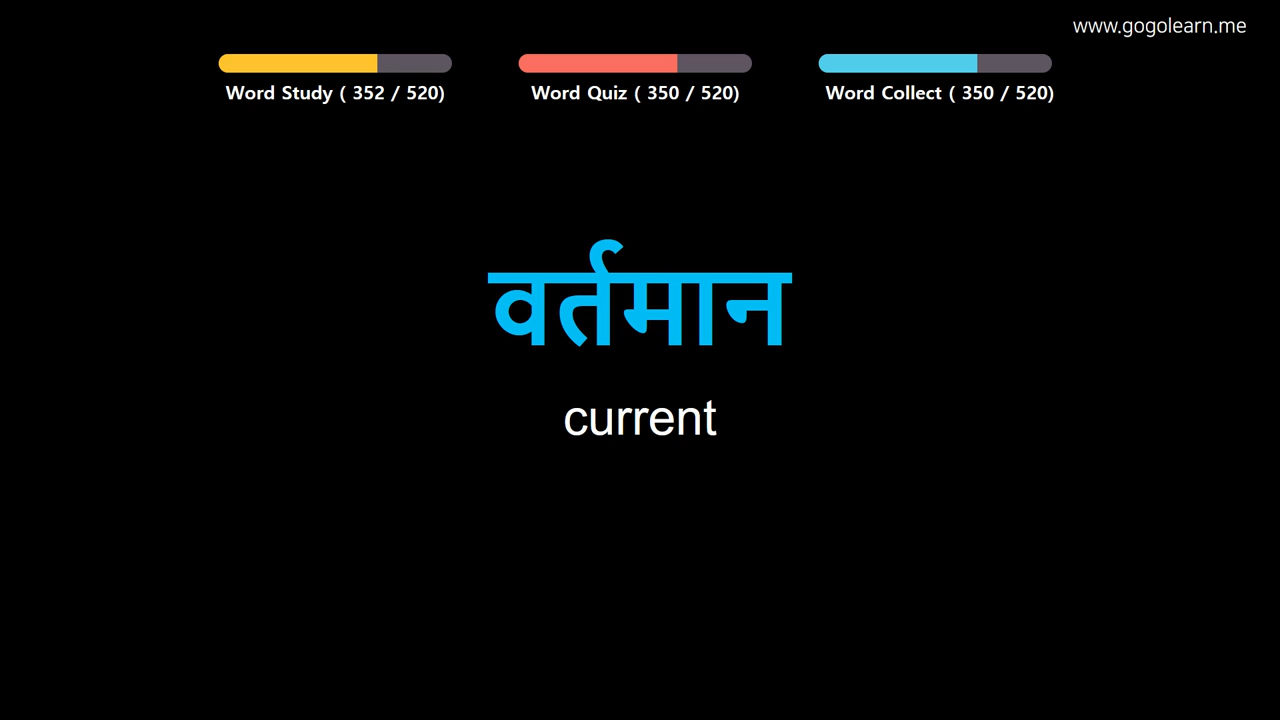 www.gogolearn.me
Word Study ( 352 / 520)
Word Quiz ( 350 / 520)
Word Collect ( 350 / 520)
वर्तमान
current